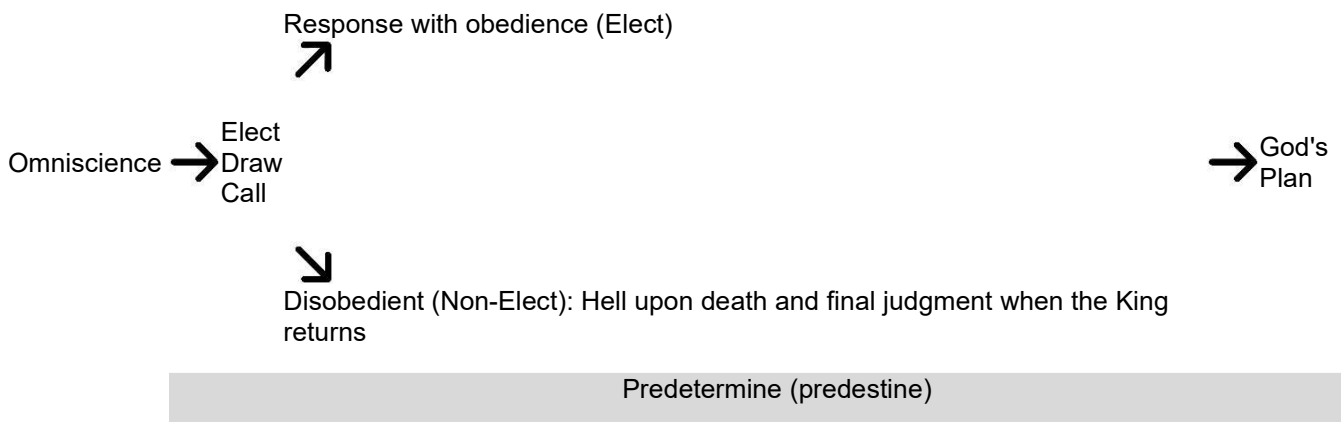 Response with obedience (Elect)
Omniscience
Elect
Draw
Call
God's
Plan
Disobedient (Non-Elect): Hell upon death and final judgment when the King
returns
Predetermine (predestine)